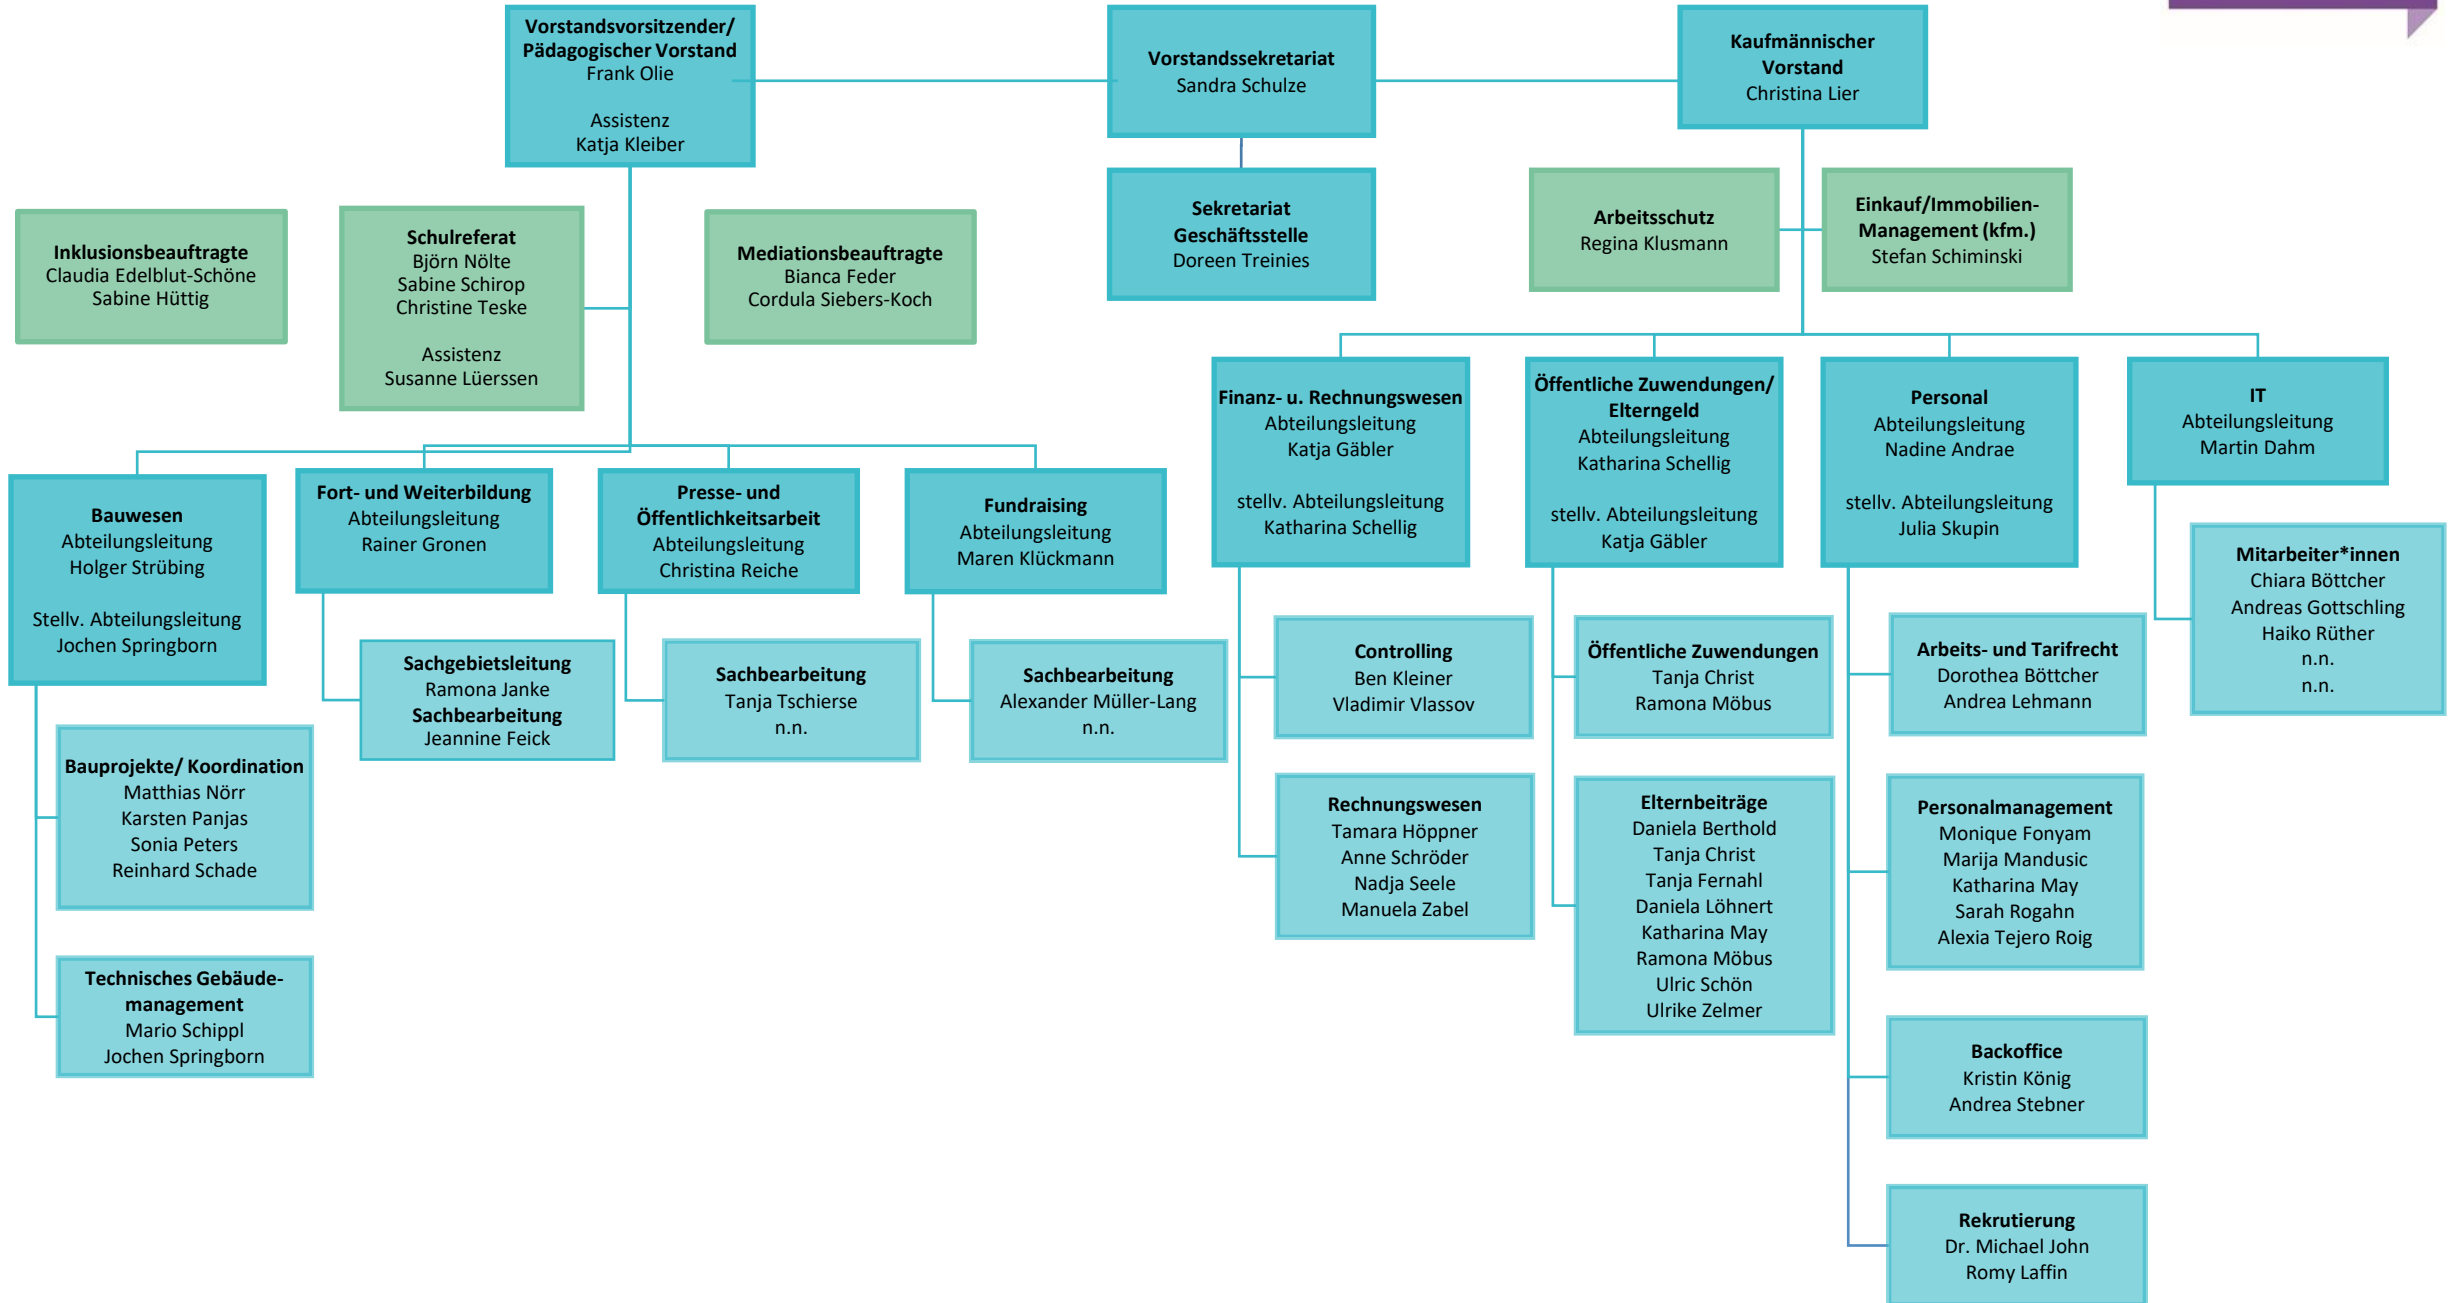 Vorstandsvorsitzender/
Pädagogischer Vorstand
Frank Olie
Assistenz
Katja Kleiber
Vorstandssekretariat
Sandra Schulze
Kaufmännischer
Vorstand
Christina Lier
Sekretariat
Geschäftsstelle
Doreen Treinies
Inklusionsbeauftragte
Claudia Edelblut-Schöne
Sabine Hüttig
Schulreferat
Björn Nölte
Sabine Schirop
Christine Teske
Assistenz
Susanne Lüerssen
Mediationsbeauftragte
Bianca Feder
Cordula Siebers-Koch
Arbeitsschutz
Regina Klusmann
Einkauf/Immobilien-
Management (kfm.)
Stefan Schiminski
Bauwesen
Abteilungsleitung
Holger Strübing
Stellv. Abteilungsleitung
Jochen Springborn
Bauprojekte/ Koordination
Matthias Nörr
Karsten Panjas
Sonia Peters
Reinhard Schade
Technisches Gebäude-
management
Mario Schippl
Jochen Springborn
Fort- und Weiterbildung
Abteilungsleitung
Rainer Gronen
Sachgebietsleitung
Ramona Janke
Sachbearbeitung
Jeannine Feick
Presse- und
Öffentlichkeitsarbeit
Abteilungsleitung
Christina Reiche
Sachbearbeitung
Tanja Tschierse
n.n.
Fundraising
Abteilungsleitung
Maren Klückmann
Sachbearbeitung
Alexander Müller-Lang
n.n.
Finanz- u. Rechnungswesen
Abteilungsleitung
Katja Gäbler
stellv. Abteilungsleitung
Katharina Schellig
Controlling
Ben Kleiner
Vladimir Vlassov
Rechnungswesen
Tamara Höppner
Anne Schröder
Nadja Seele
Manuela Zabel
Öffentliche Zuwendungen/
Elterngeld
Abteilungsleitung
Katharina Schellig
stellv. Abteilungsleitung
Katja Gäbler
Öffentliche Zuwendungen
Tanja Christ
Ramona Möbus
Elternbeiträge
Daniela Berthold
Tanja Christ
Tanja Fernahl
Daniela Löhnert
Katharina May
Ramona Möbus
Ulric Schön
Ulrike Zelmer
Personal
Abteilungsleitung
Nadine Andrae
stellv. Abteilungsleitung
Julia Skupin
Arbeits- und Tarifrecht
Dorothea Böttcher
Andrea Lehmann
Personalmanagement
Monique Fonyam
Marija Mandusic
Katharina May
Sarah Rogahn
Alexia Tejero Roig
Backoffice
Kristin König
Andrea Stebner
Rekrutierung
Dr. Michael John
Romy Laffin
IT
Abteilungsleitung
Martin Dahm
Mitarbeiter*innen
Chiara Böttcher
Andreas Gottschling
Haiko Rüther
n.n.
n.n.